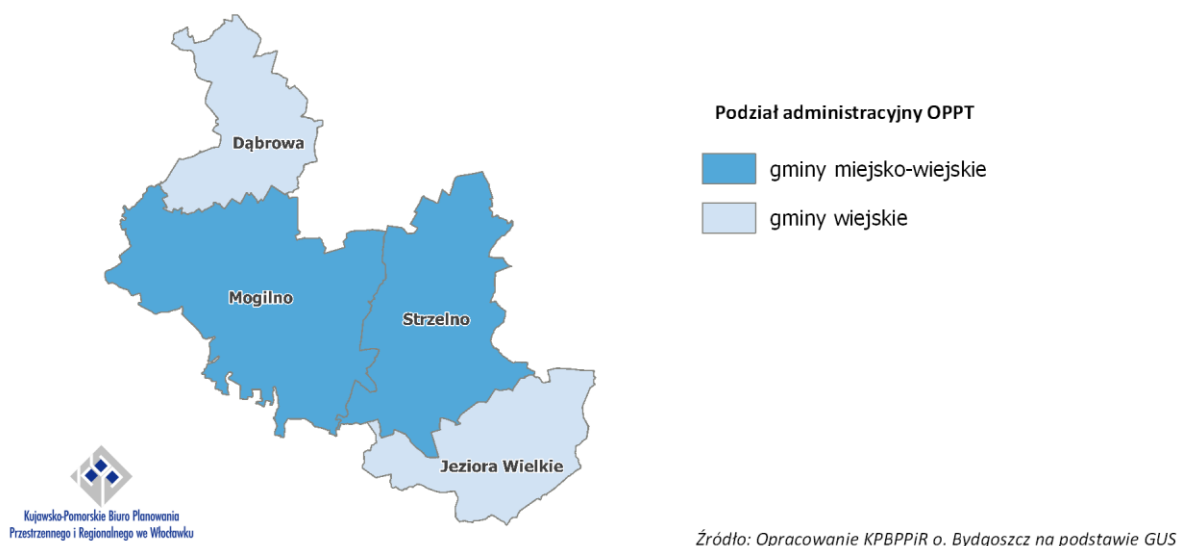 Dąbrowa
Mogilno
Strzelno
Jeziora Wielkie
Podział administracyjny OPPT
gminy miejsko-wiejskie
gminy wiejskie
Kujawsko-Pomorskie Biuro Planowania
Przestrzennego i Regionalnego we Włocławku
Źródło: Opracowanie KPBPPiR o. Bydgoszcz na podstawie GUS